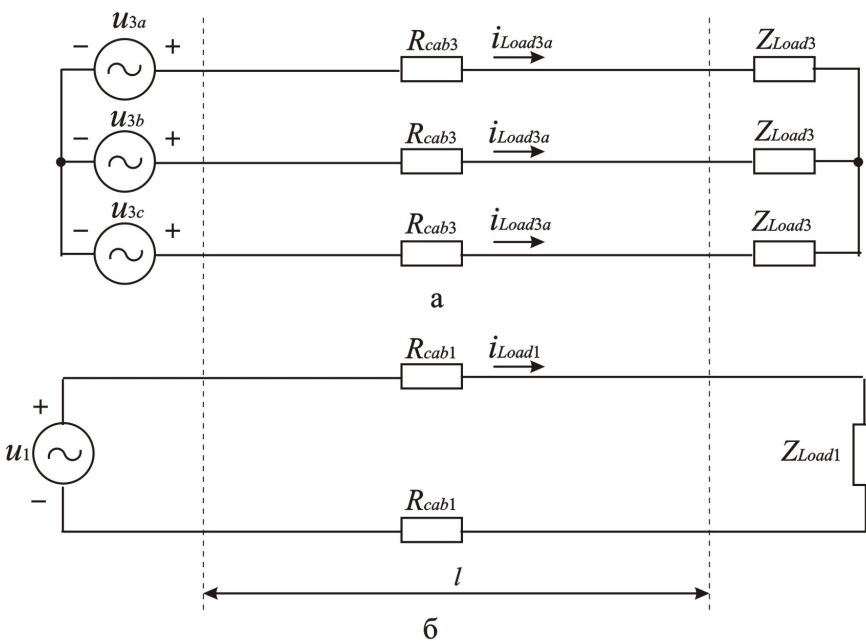 u3a
− +
Rcab3 iLoad3a ZLoad3
u3b
− +
Rcab3 iLoad3a ZLoad3
u3c
− +
Rcab3 iLoad3a ZLoad3
а
Rcab1 iLoad1
+
u1
−
ZLoad1
Rcab1
l
б